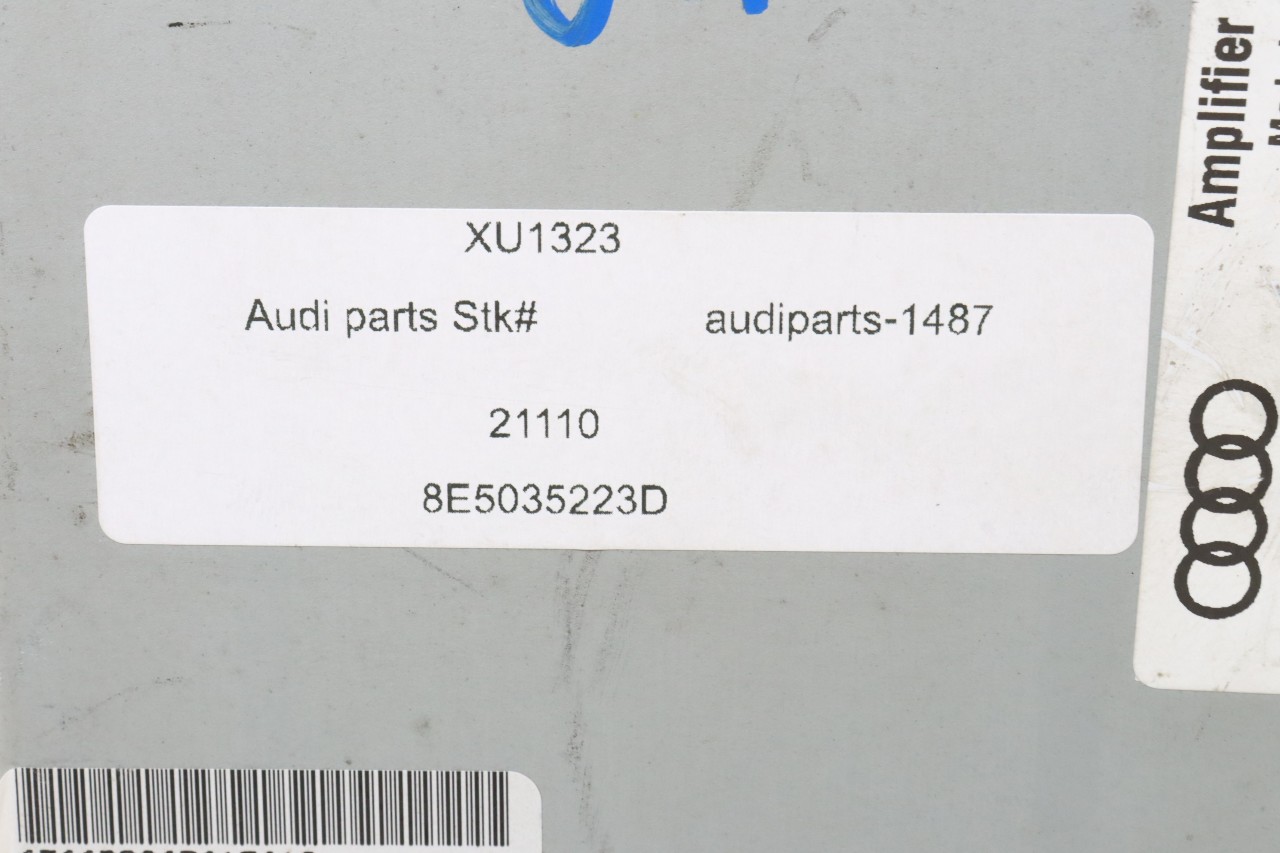 XU1323
Audi parts Stk# audiparts-1487
21110
8E5035223D
Amplifier